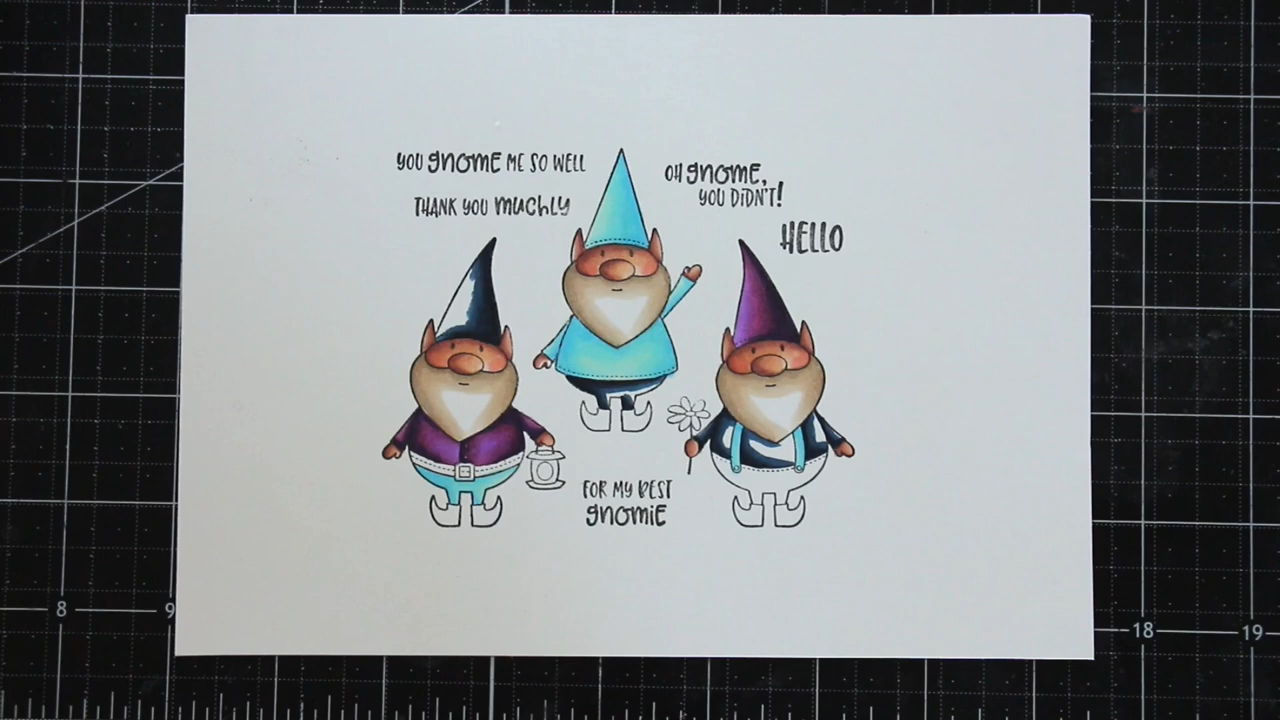 YOU gnome ME SO WELL
THANK YOU muchly
OH gnome,
YOU DIDN'T!
HELLO
FOR MY BEST
gnomie
8
9
18
19